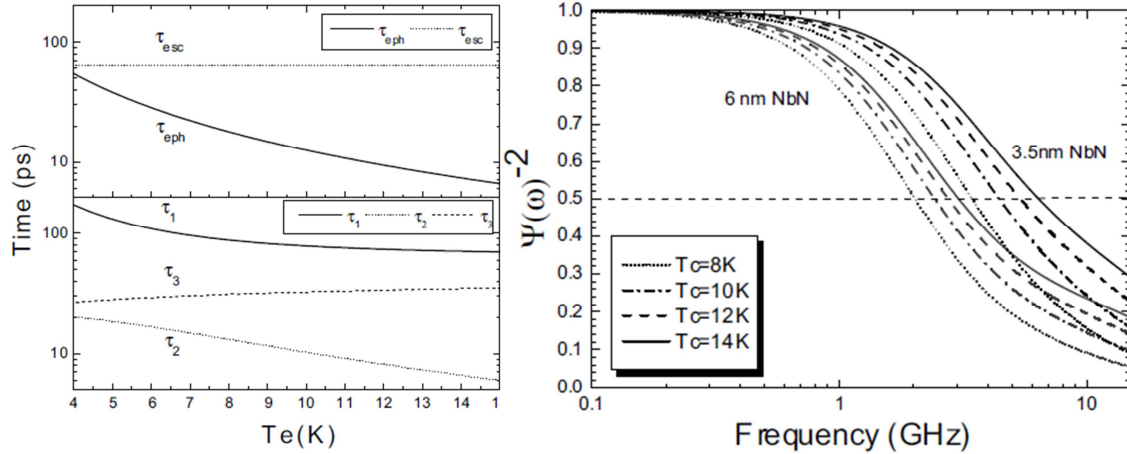 τeph τesc
τesc
τeph
100
10
Time (ps)
τ1 τ2 τ3
τ1
τ3
τ2
100
10
4 5 6 7 8 9 10 11 12 13 14 1
Te(K)
1.0
0.9
0.8
0.7
0.6
0.5
0.4
0.3
0.2
0.1
0.0
Ψ(ω)-2
6 nm NbN
3.5nm NbN
Tc=8K
Tc=10K
Tc=12K
Tc=14K
0.1 1 10
Frequency (GHz)